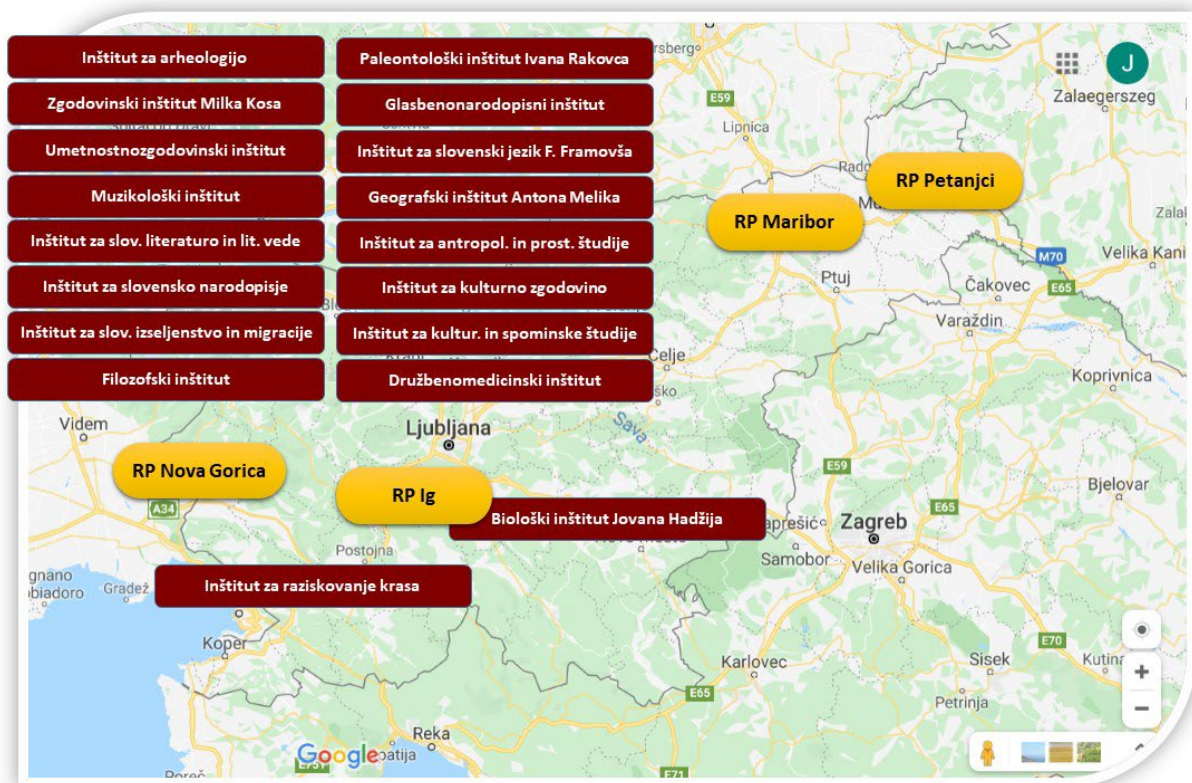 Inštitut za arheologijo
Zgodovinski inštitut Milka Kosa
Umetnostnozgodovinski inštitut
Muzikološki inštitut
Inštitut za slov. literaturo in lit. vede
Inštitut za slovensko narodopisje
Inštitut za slov. izseljenstvo in migracije
Filozofski inštitut
Paleontološki inštitut Ivana Rakovca
Glasbenonarodopisni inštitut
Inštitut za slovenski jezik F. Framovša
Geografski inštitut Antona Melika
Inštitut za antropol. in prost. študije
Inštitut za kulturno zgodovino
Inštitut za kultur. in spominske študije
Družbenomedicinski inštitut
J
E59
Zalaegerszeg
Lipnica
RP Petanjci
RP Maribor
M70
Velika Kani
Ptuj
Čakovec
E65
Varaždin
Celje
Koprivnica
Videm
Ljubljana
Sava
RP Nova Gorica
E59
RP Ig
Bjelovar
A34
E65
Biološki inštitut Jovana Hadžija
Zagreb
Postojna
Samobor
Velika Gorica
Inštitut za raziskovanje krasa
Gradež
Koper
E70
Karlovec
Sisek
Kutina
E65
Petrinja
Reka
Google
E71